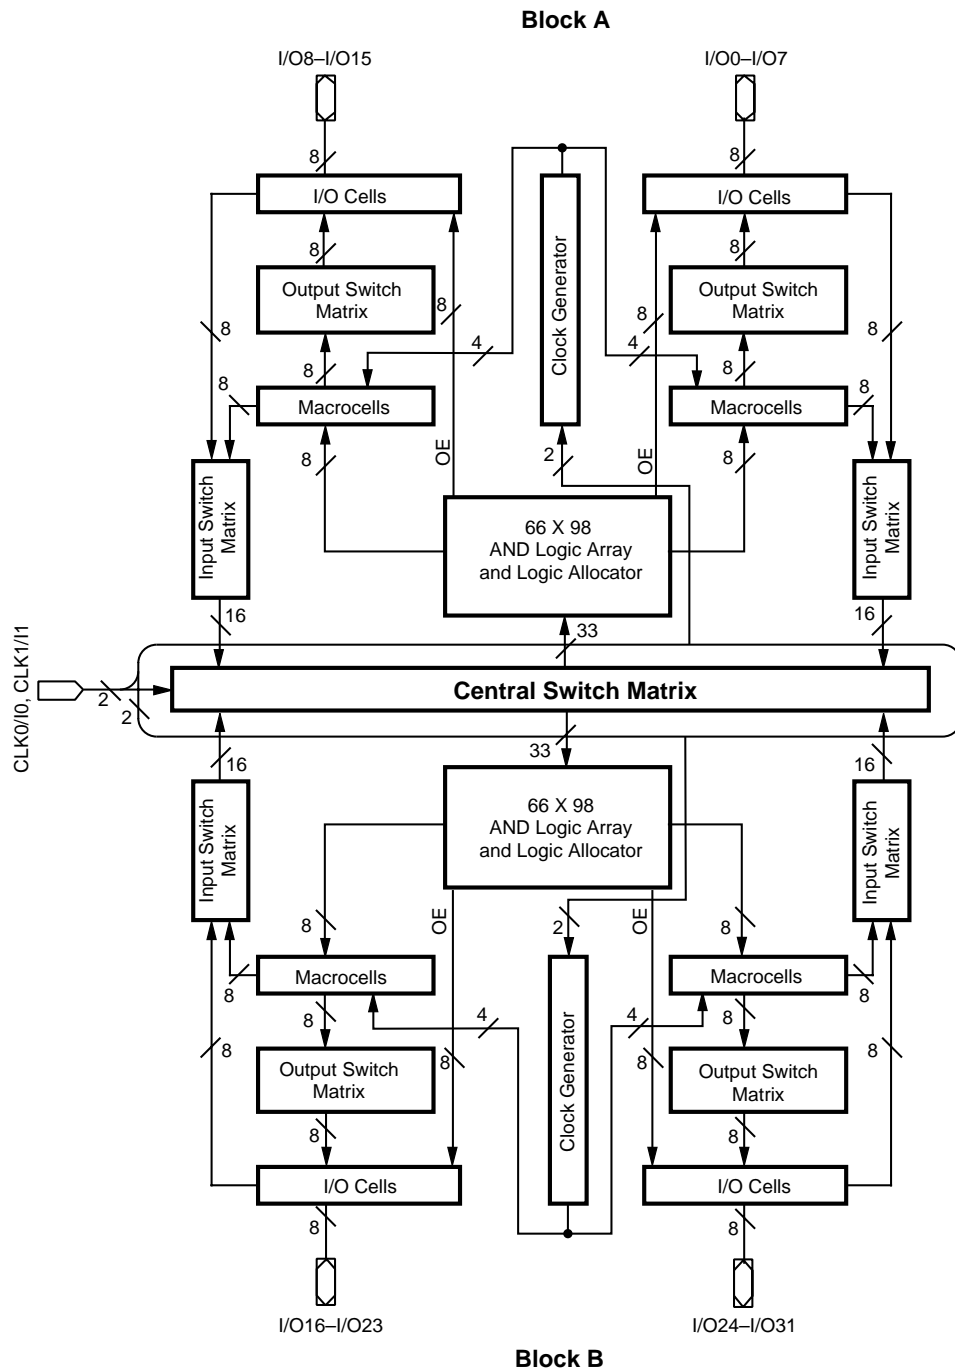 Block A
I/O8–I/O15
I/O0–I/O7
8
8
I/O Cells
I/O Cells
8
8
Output Switch
Matrix
Clock Generator
Output Switch
Matrix
8
8
8
8
4
4
8
8
8
8
Macrocells
Macrocells
OE
OE
8
2
8
Input Switch
Matrix
66 X 98
AND Logic Array
and Logic Allocator
Input Switch
Matrix
16
33
16
CLK0/I0, CLK1/I1
2
2
Central Switch Matrix
16
33
16
Input Switch
Matrix
66 X 98
AND Logic Array
and Logic Allocator
Input Switch
Matrix
8
OE
2
OE
8
Macrocells
Clock Generator
Macrocells
8
8
8
8
4
4
8
8
8
8
Output Switch
Matrix
Output Switch
Matrix
8
8
I/O Cells
I/O Cells
8
8
I/O16–I/O23
I/O24–I/O31
Block B